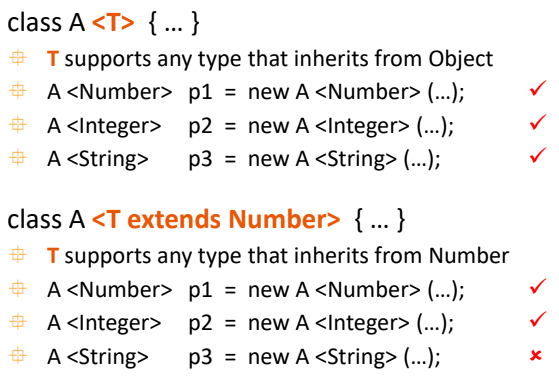 class A <T> { … }
T supports any type that inherits from Object
A <Number> p1 = new A <Number> (…); ✓
A <Integer> p2 = new A <Integer> (…); ✓
A <String> p3 = new A <String> (…); ✓
class A <T extends Number> { … }
T supports any type that inherits from Number
A <Number> p1 = new A <Number> (…); ✓
A <Integer> p2 = new A <Integer> (…); ✓
A <String> p3 = new A <String> (…); ×